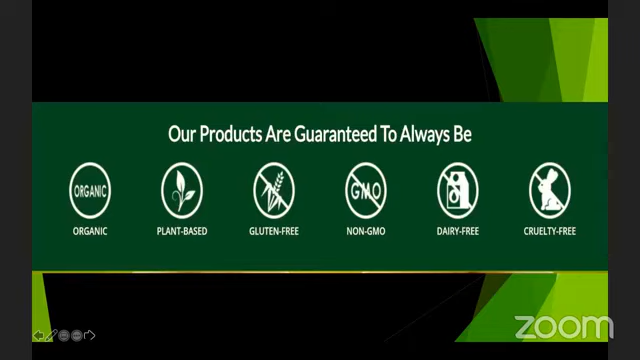 Our Products Are Guaranteed To Always Be
ORGANIC
GMO
ORGANIC
PLANT-BASED
GLUTEN-FREE
NON-GMO
DAIRY-FREE
CRUELTY-FREE
zoom